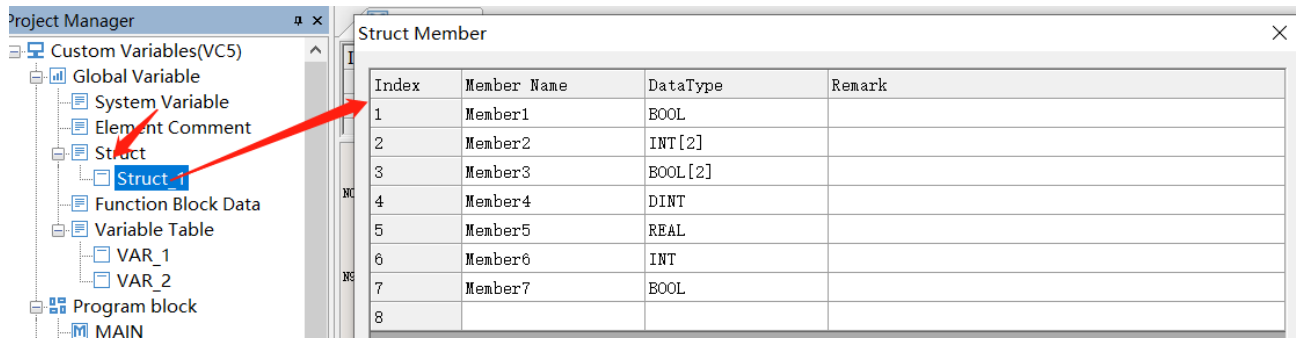 Project Manager
Custom Variables(VC5)
Global Variable
System Variable
Element Comment
Struct
Struct_1
Function Block Data
Variable Table
VAR_1
VAR_2
Program block
MAIN
Struct Member
Index Member Name DataType Remark
1 Member1 BOOL
2 Member2 INT[2]
3 Member3 BOOL[2]
4 Member4 DINT
5 Member5 REAL
6 Member6 INT
7 Member7 BOOL
8